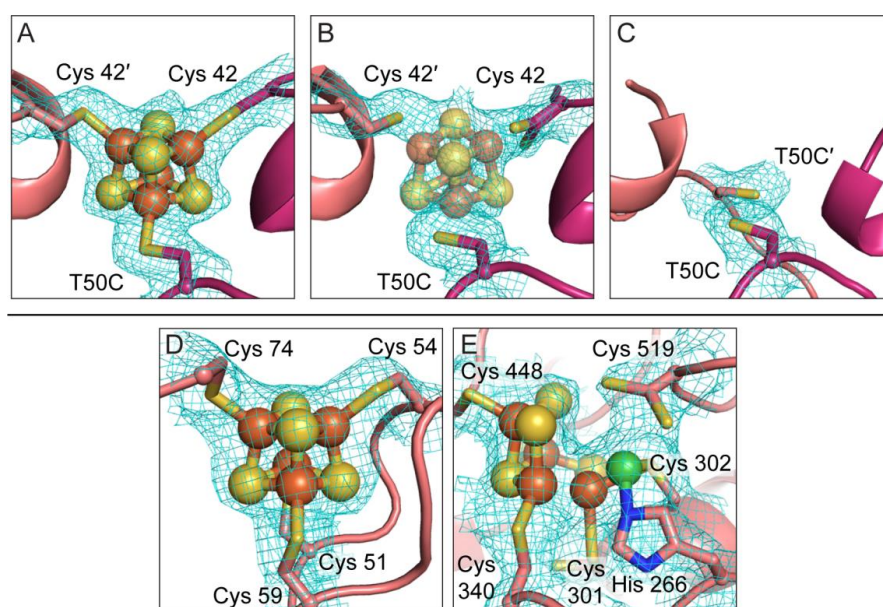 A
Cys 42′ Cys 42
T50C
B
Cys 42′ Cys 42
T50C
C
T50C′
T50C
D
Cys 74
Cys 54
Cys 51
Cys 59
E
Cys 519
Cys 448
Cys 302
Cys
340
Cys
301
His 266